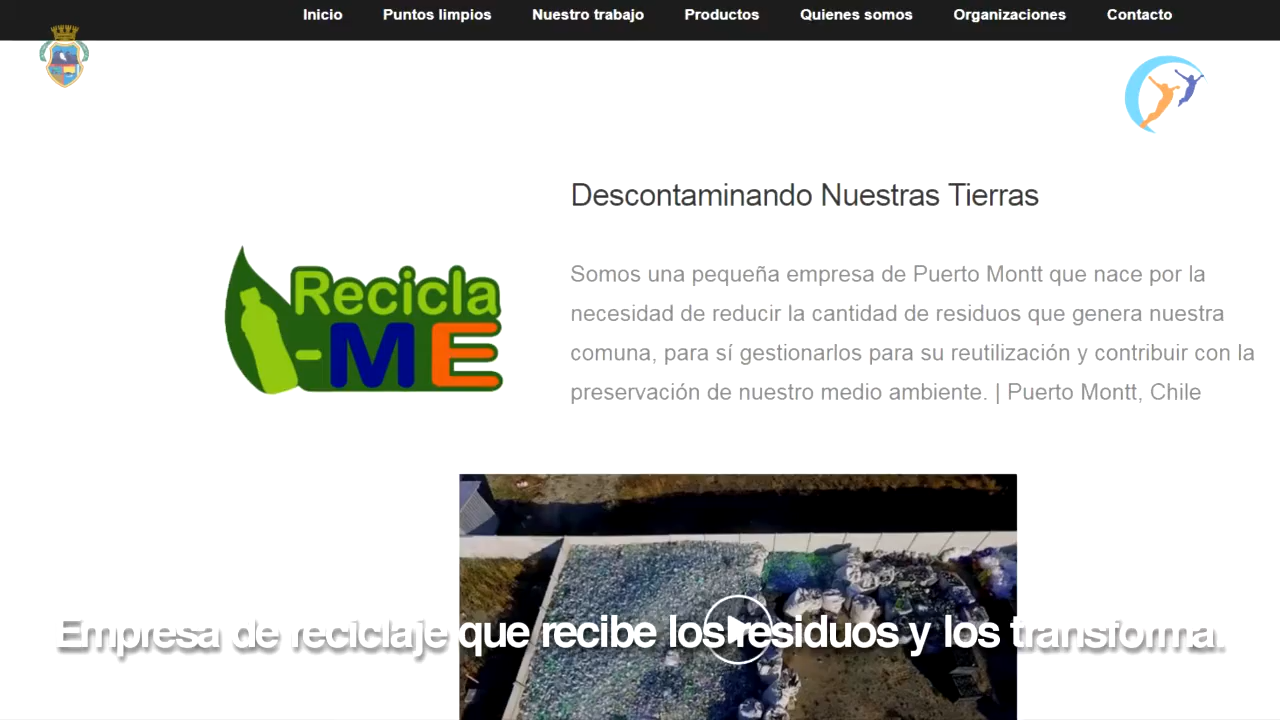 Inicio Puntos limpios Nuestro trabajo Productos Quienes somos Organizaciones Contacto
Descontaminando Nuestras Tierras
Recicla
-ME
Somos una pequeña empresa de Puerto Montt que nace por la
necesidad de reducir la cantidad de residuos que genera nuestra
comuna, para sí gestionarlos para su reutilización y contribuir con la
preservación de nuestro medio ambiente. | Puerto Montt, Chile
Empresa de reciclaje que recibe los residuos y los transforma.